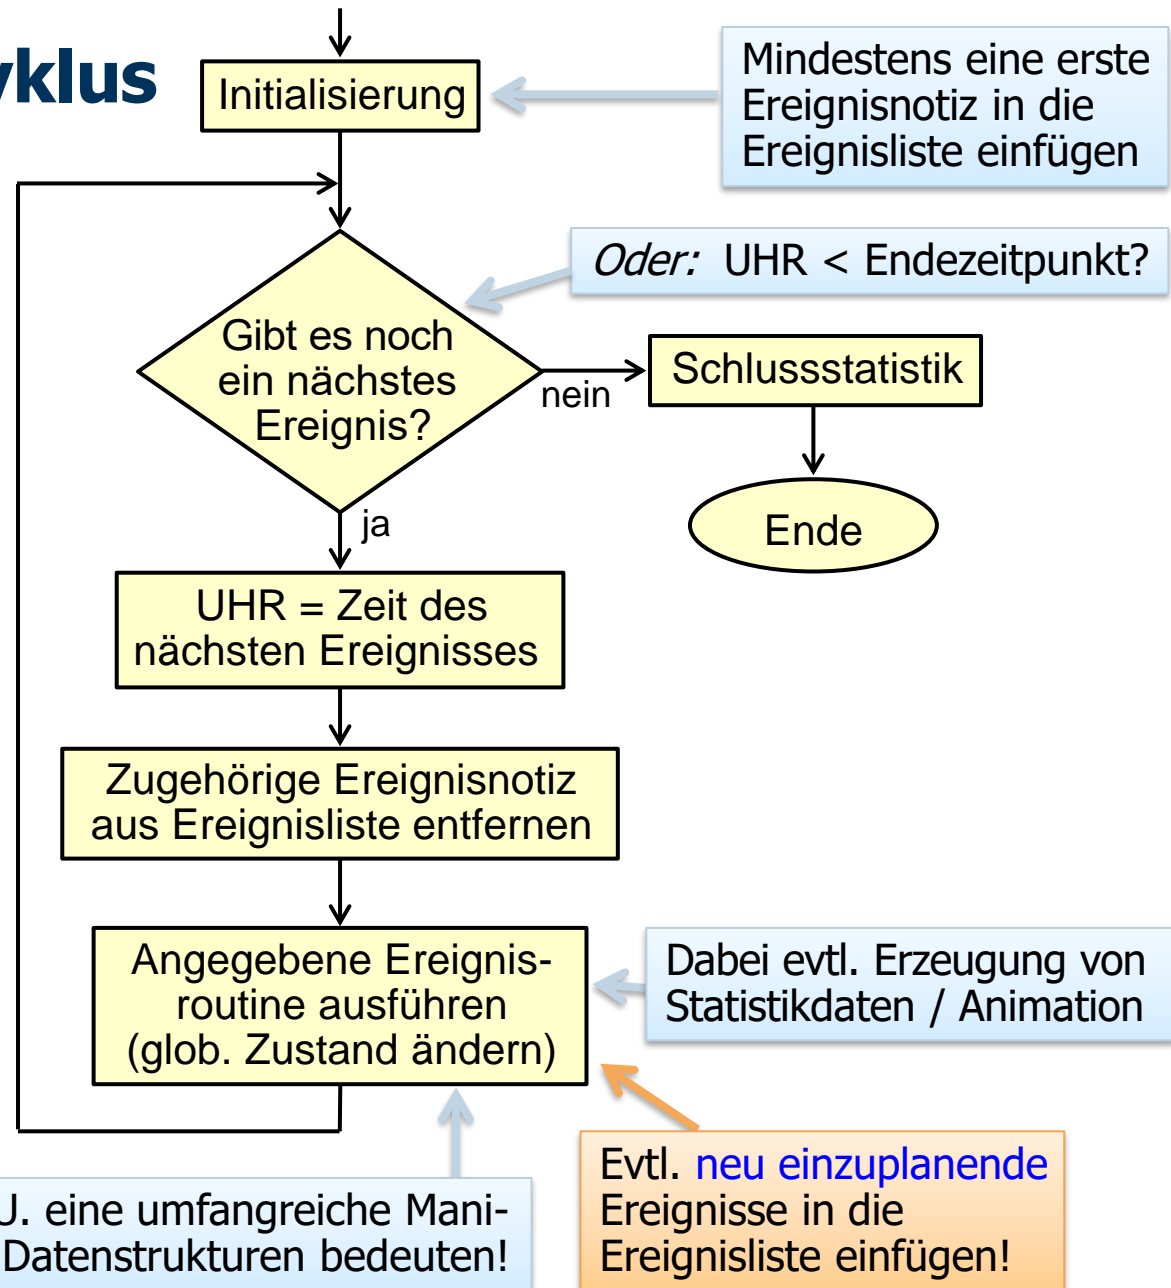 yklus
Initialisierung
Mindestens eine erste
Ereignisnotiz in die
Ereignisliste einfügen
Oder: UHR < Endezeitpunkt?
Gibt es noch
ein nächstes
Ereignis?
nein
Schlussstatistik
Ende
ja
UHR = Zeit des
nächsten Ereignisses
Zugehörige Ereignisnotiz
aus Ereignisliste entfernen
Angegebene Ereignis-
routine ausführen
(glob. Zustand ändern)
Dabei evtl. Erzeugung von
Statistikdaten / Animation
U. eine umfangreiche Mani-
Datenstrukturen bedeuten!
Evtl. neu einzuplanende
Ereignisse in die
Ereignisliste einfügen!